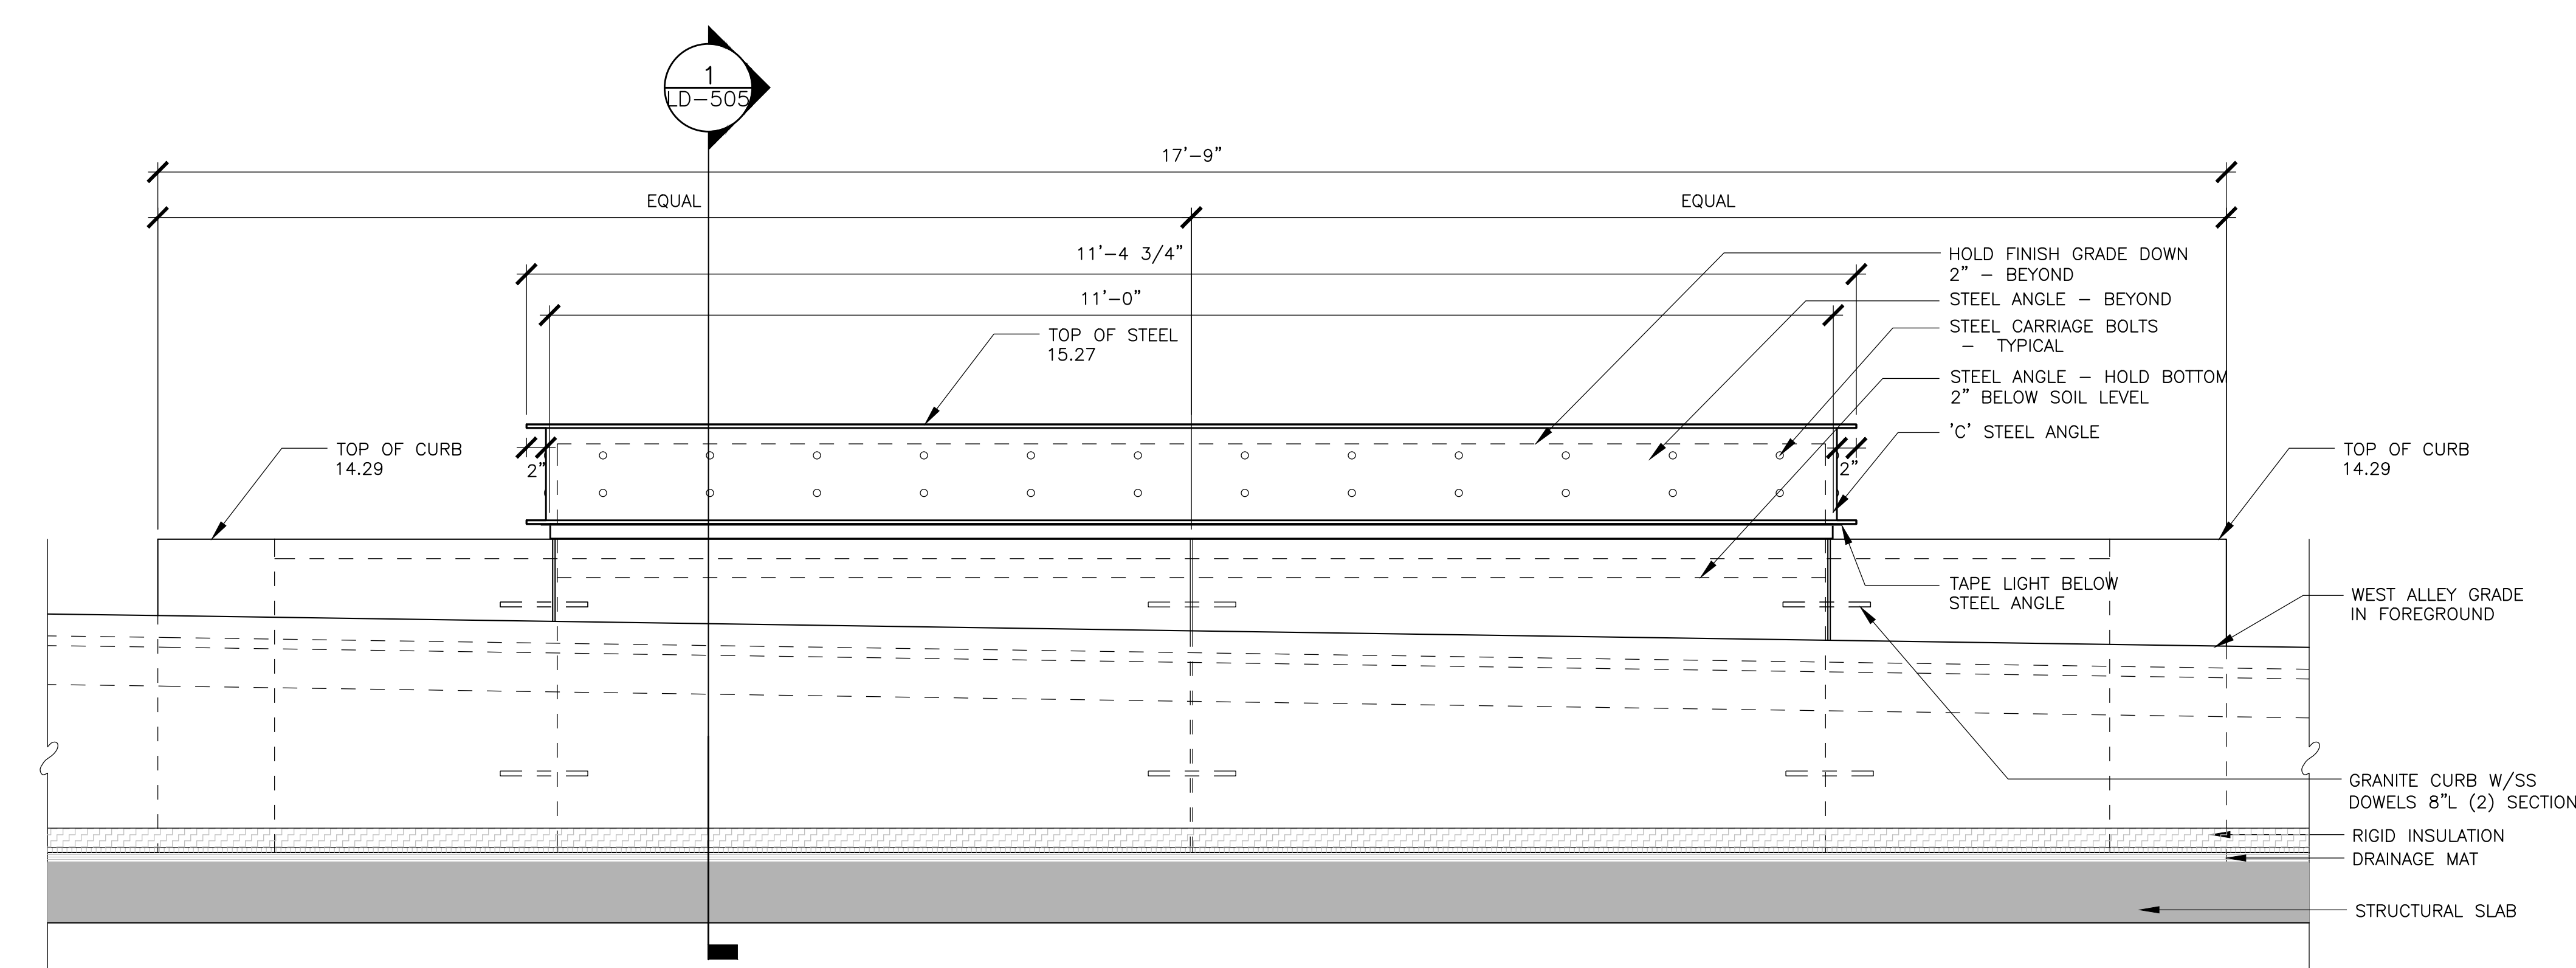 1
LD-505
17'-9"
EQUAL
EQUAL
11'-4 3/4"
11'-0"
TOP OF STEEL
15.27
HOLD FINISH GRADE DOWN
2" - BEYOND
STEEL ANGLE - BEYOND
STEEL CARRIAGE BOLTS
- TYPICAL
STEEL ANGLE - HOLD BOTTOM
2" BELOW SOIL LEVEL
'C' STEEL ANGLE
TOP OF CURB
14.29
2"
2"
TOP OF CURB
14.29
TAPE LIGHT BELOW
STEEL ANGLE
WEST ALLEY GRADE
IN FOREGROUND
GRANITE CURB W/SS
DOWELS 8"L (2) SECTION
RIGID INSULATION
DRAINAGE MAT
STRUCTURAL SLAB